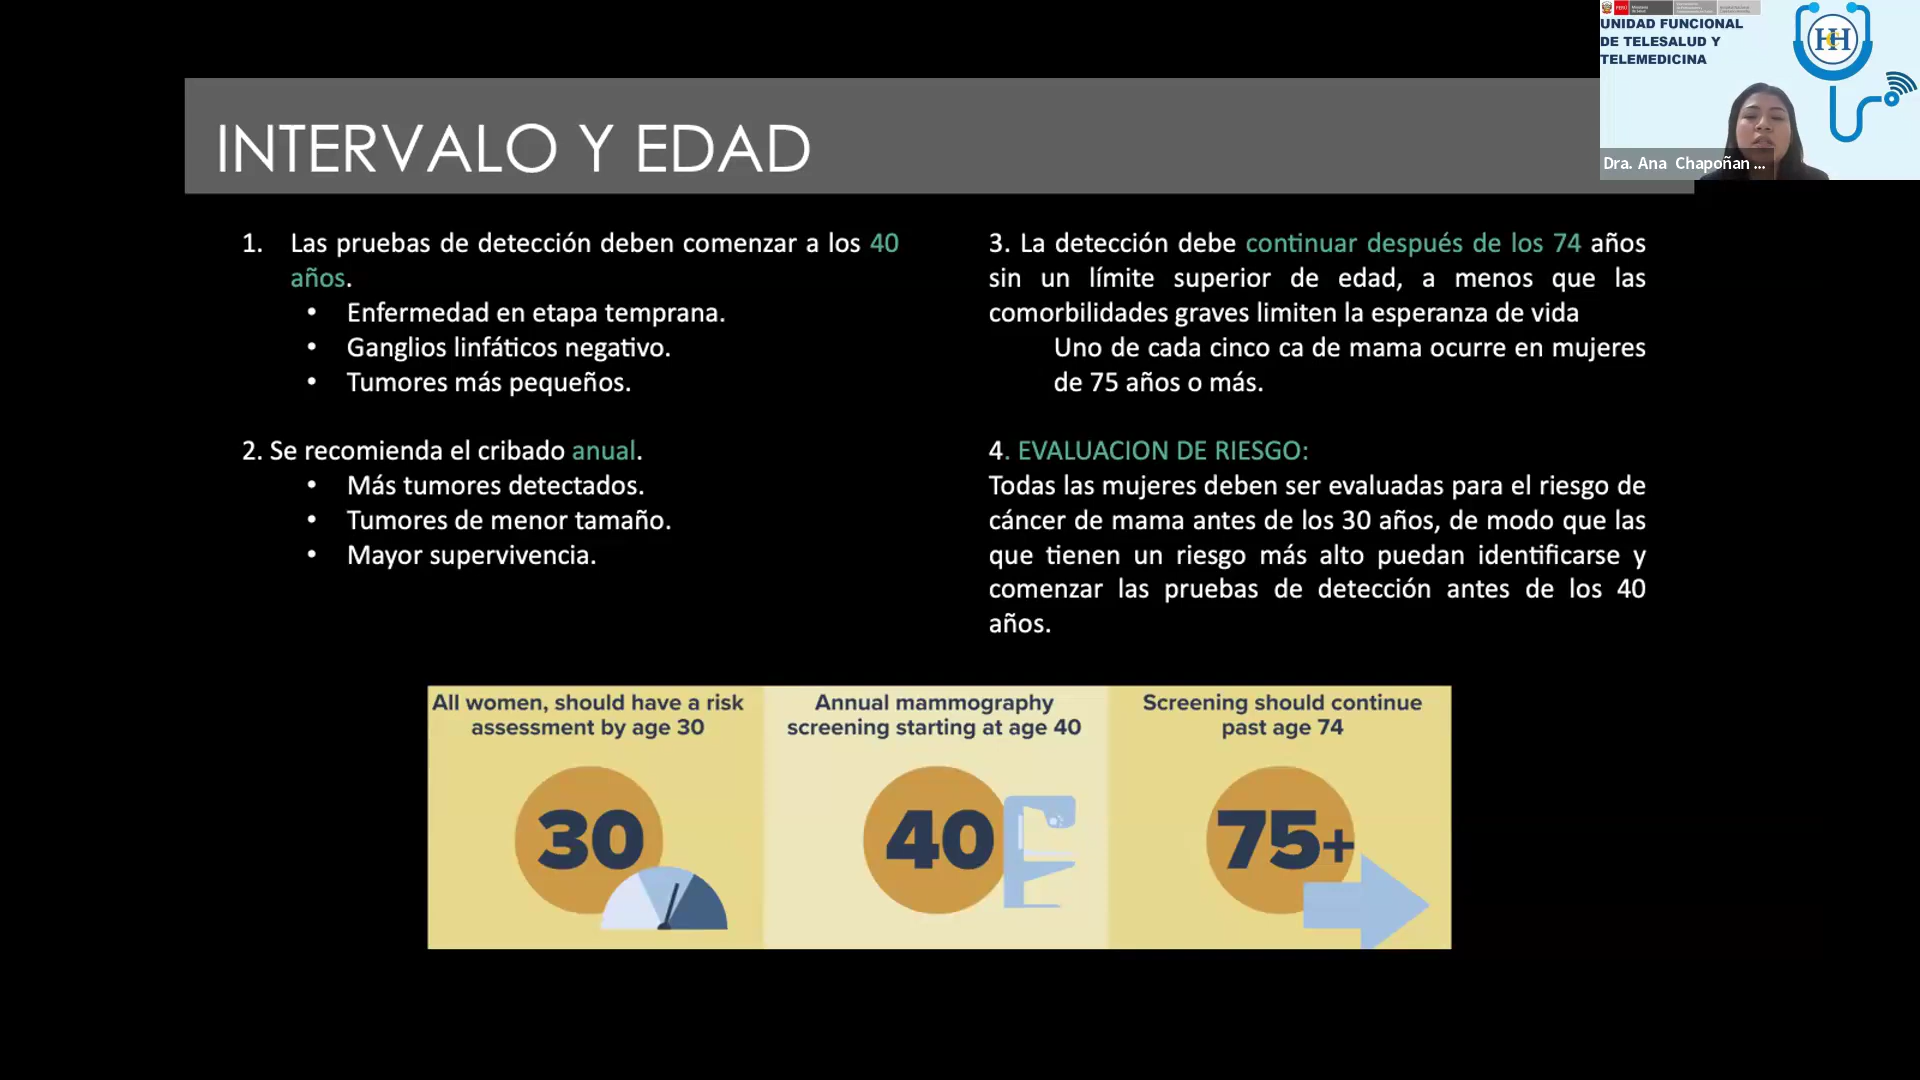 PERÚ
UNIDAD FUNCIONAL
DE TELESALUD Y
TELEMEDICINA
HCH
Dra. Ana Chapoñan ...
INTERVALO Y EDAD
1. Las pruebas de detección deben comenzar a los 40
años.
• Enfermedad en etapa temprana.
• Ganglios linfáticos negativo.
• Tumores más pequeños.
2. Se recomienda el cribado anual.
• Más tumores detectados.
• Tumores de menor tamaño.
• Mayor supervivencia.
3. La detección debe continuar después de los 74 años
sin un límite superior de edad, a menos que las
comorbilidades graves limiten la esperanza de vida
Uno de cada cinco ca de mama ocurre en mujeres
de 75 años o más.
4. EVALUACION DE RIESGO:
Todas las mujeres deben ser evaluadas para el riesgo de
cáncer de mama antes de los 30 años, de modo que las
que tienen un riesgo más alto puedan identificarse y
comenzar las pruebas de detección antes de los 40
años.
All women, should have a risk
assessment by age 30
30
Annual mammography
screening starting at age 40
40
Screening should continue
past age 74
75+